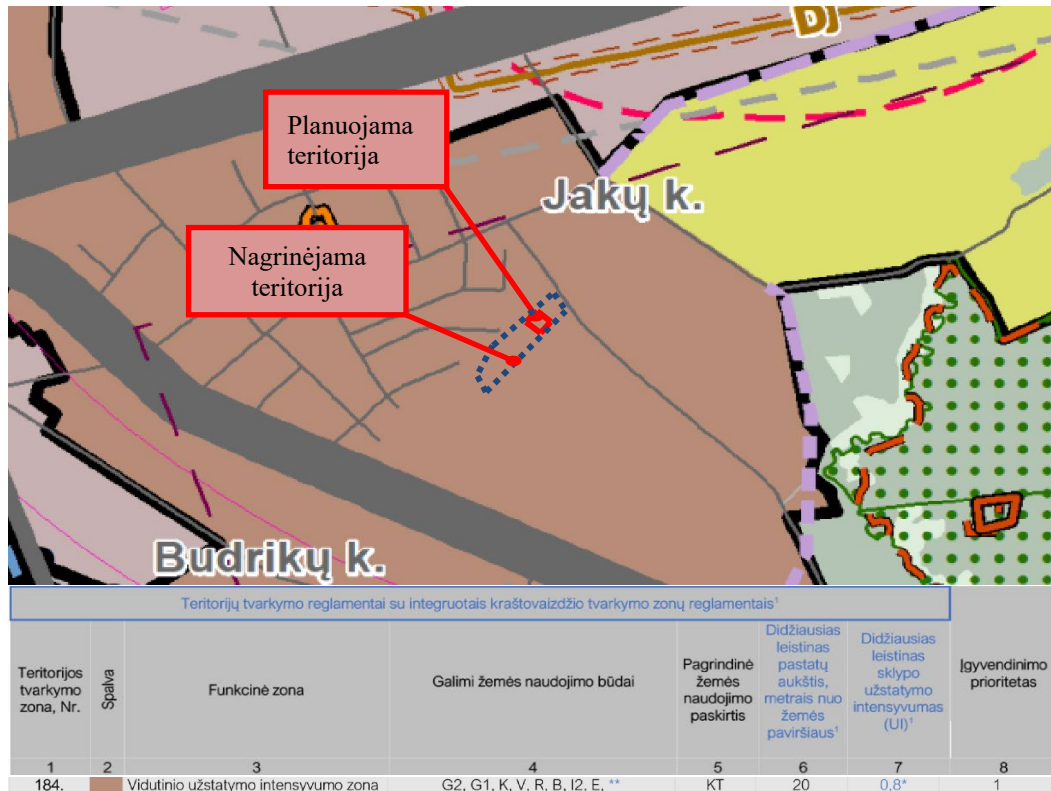 DJ
Planuojama
teritorija
Jakų k.
Nagrinėjama
teritorija
Budrikų k.
Teritorijų tvarkymo reglamentai su integruotais kraštovaizdžio tvarkymo zonų reglamentais¹
Teritorijos
tvarkymo
zona, Nr.
Spalva
Funkcinė zona
Galimi žemės naudojimo būdai
Pagrindinė
žemės
naudojimo
paskirtis
Didžiausias
leistinas
pastatų
aukštis,
metrais nuo
žemės
paviršiaus¹
Didžiausias
leistinas
sklypo
užstatymo
intensyvumas
(UI)¹
Įgyvendinimo
prioritetas
1 2 3 4 5 6 7 8
184. Vidutinio užstatymo intensyvumo zona G2, G1, K, V, R, B, I2, E, ** KT 20 0,8* 1